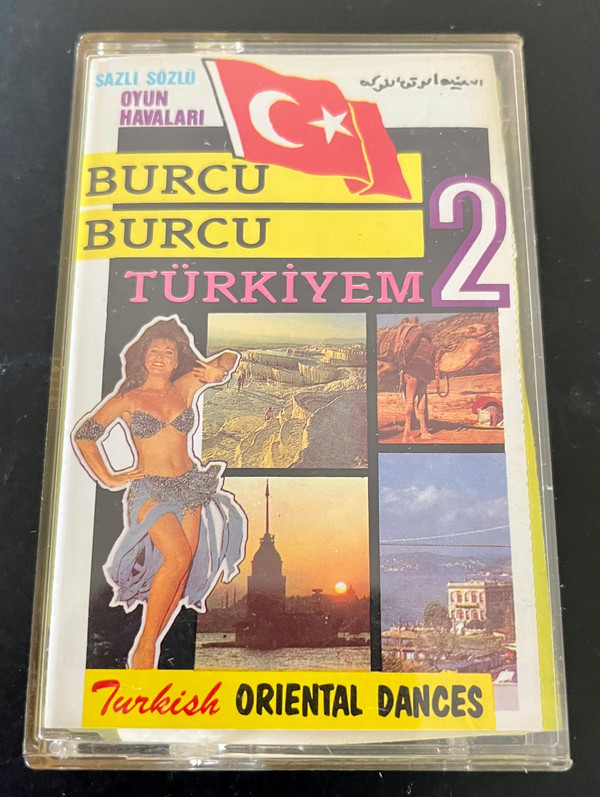 SAZLI SÖZLÜ
OYUN
HAVALARI
BURCU
BURCU
TÜRKİYEM 2
Turkish ORIENTAL DANCES